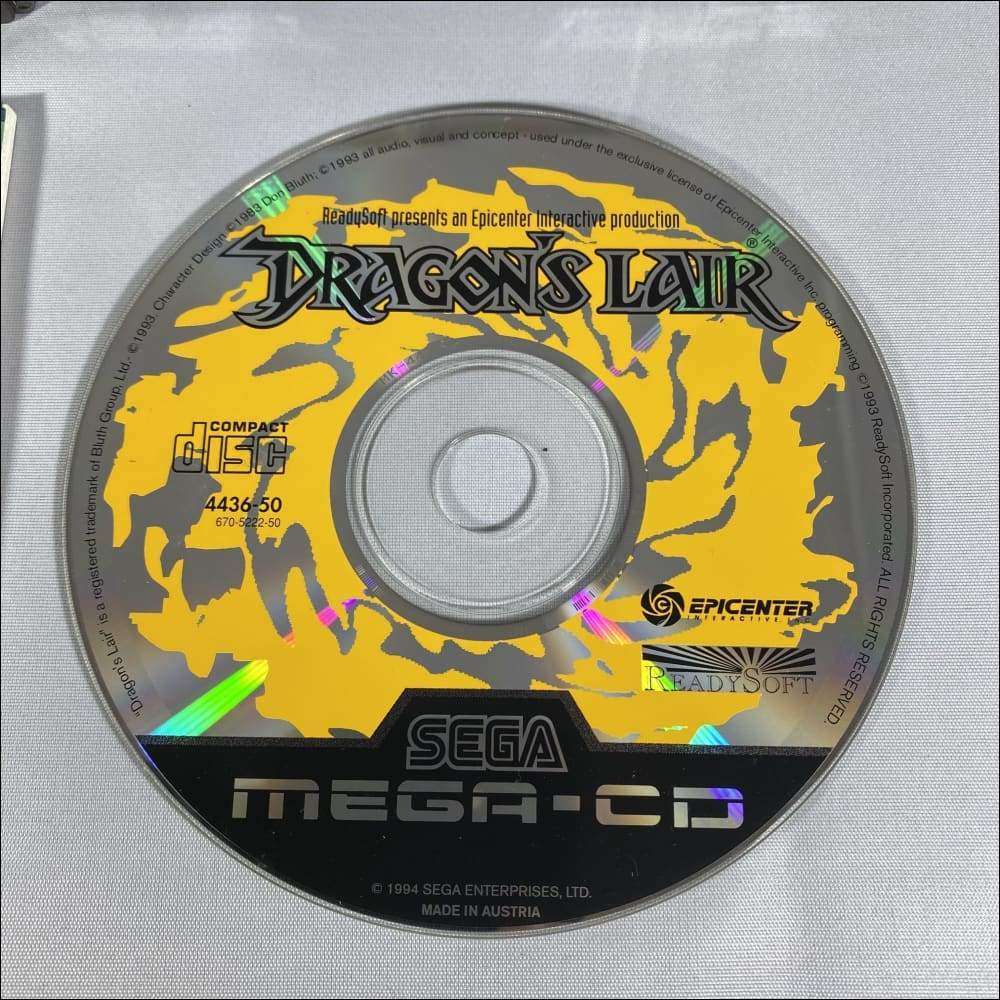 "Dragon's Lair" is a registered trademark of Bluth Group, Ltd.- ©1993. Character Design ©1983 Don Bluth; ©1993 all audio, visual and concept - used under the exclusive license of Epicenter Interactive Inc. programming ©1993 ReadySoft Incorporated. ALL RIGHTS RESERVED.
ReadySoft presents an Epicenter Interactive production
DRAGON'S LAIR®
COMPACT
disc
4436-50
670-5222-50
EPICENTER
INTERACTIVE, INC.
READYSOFT
SEGA
MEGA-CD
© 1994 SEGA ENTERPRISES, LTD.
MADE IN AUSTRIA